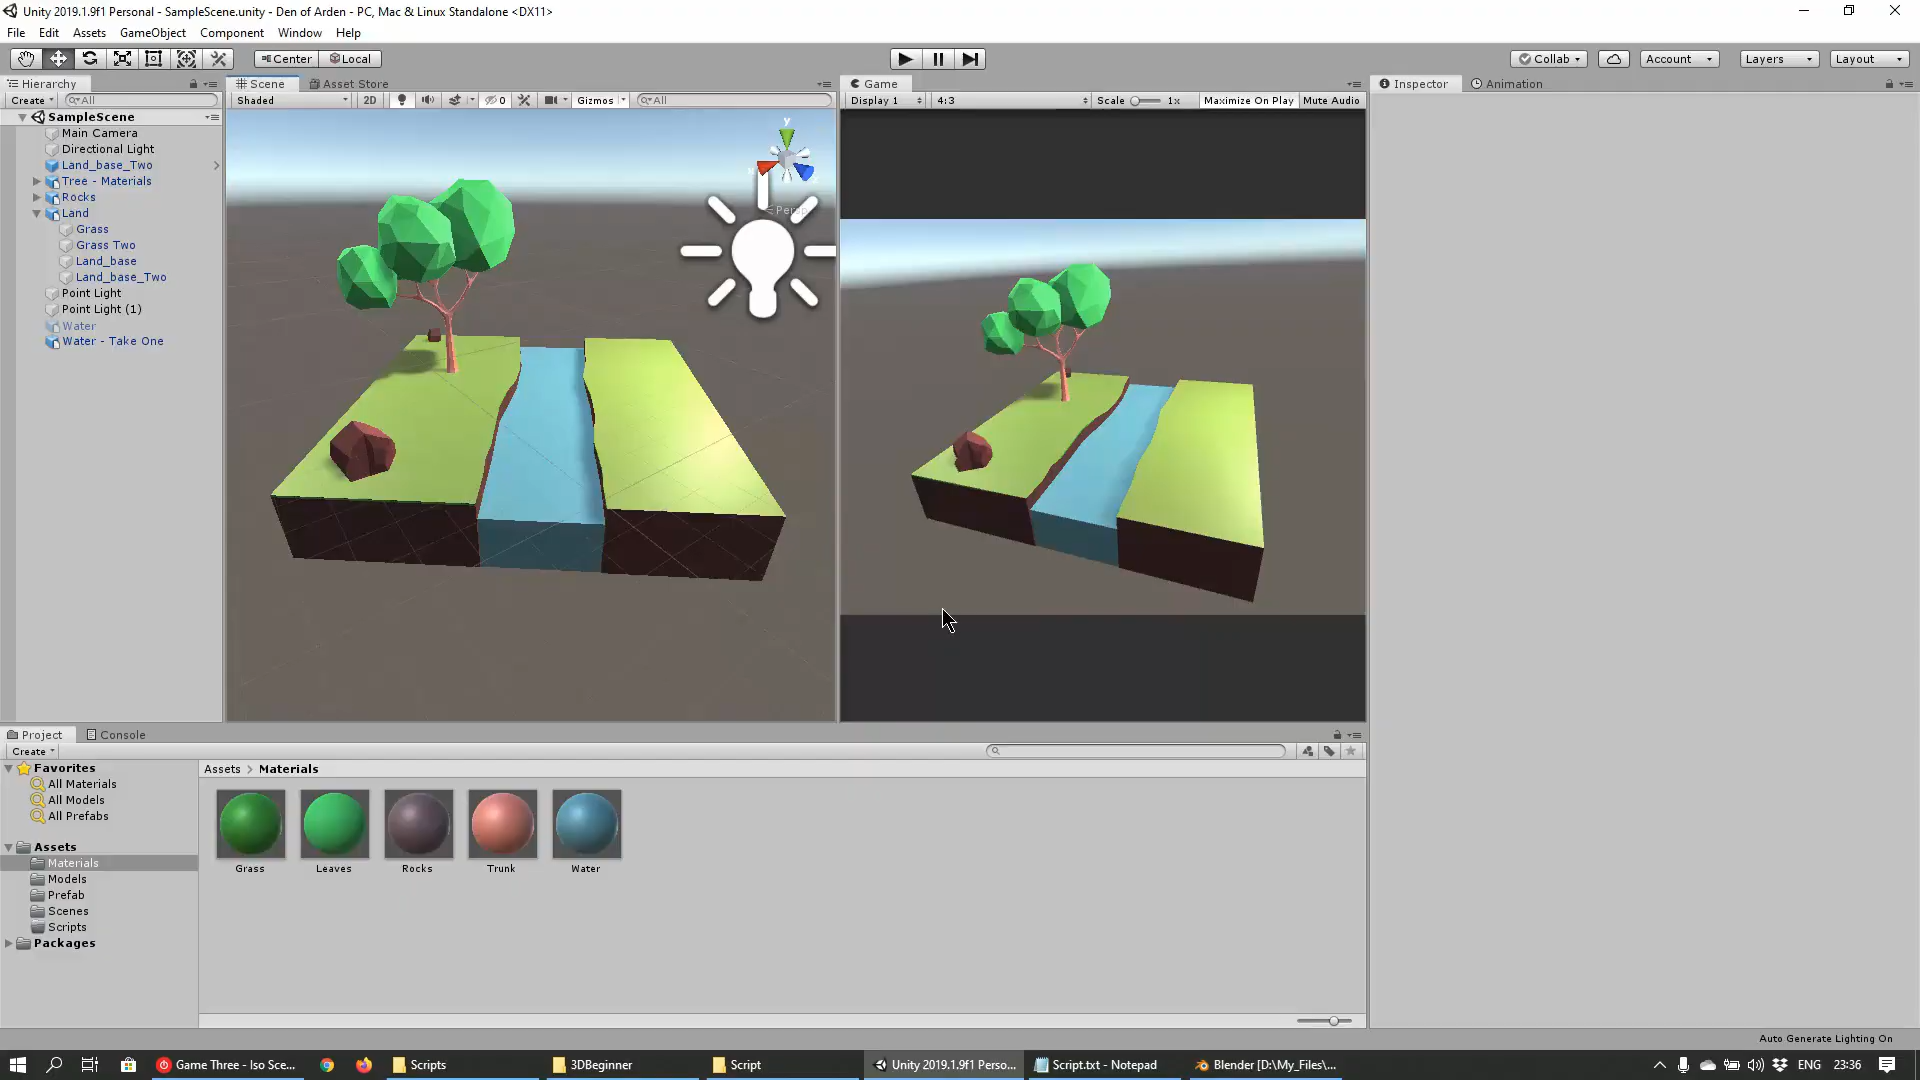 Unity 2019.1.9f1 Personal - SampleScene.unity - Den of Arden - PC, Mac & Linux Standalone <DX11>
File Edit Assets GameObject Component Window Help
Center Local Collab Account Layers Layout
Hierarchy
Create All
SampleScene
Main Camera
Directional Light
Land_base_Two
Tree - Materials
Rocks
Land
Grass
Grass Two
Land_base
Land_base_Two
Point Light
Point Light (1)
Water
Water - Take One
Scene Asset Store
Shaded 2D 0 Gizmos All
y
Persp
Game
Display 1 4:3 Scale 1x Maximize On Play Mute Audio
Inspector Animation
Project Console
Create
Favorites
All Materials
All Models
All Prefabs
Assets
Materials
Models
Prefab
Scenes
Scripts
Packages
Assets > Materials
Grass Leaves Rocks Trunk Water
Auto Generate Lighting On
Game Three - Iso Sce... Scripts 3DBeginner Script Unity 2019.1.9f1 Perso... Script.txt - Notepad Blender [D:\My_Files\... ENG 23:36